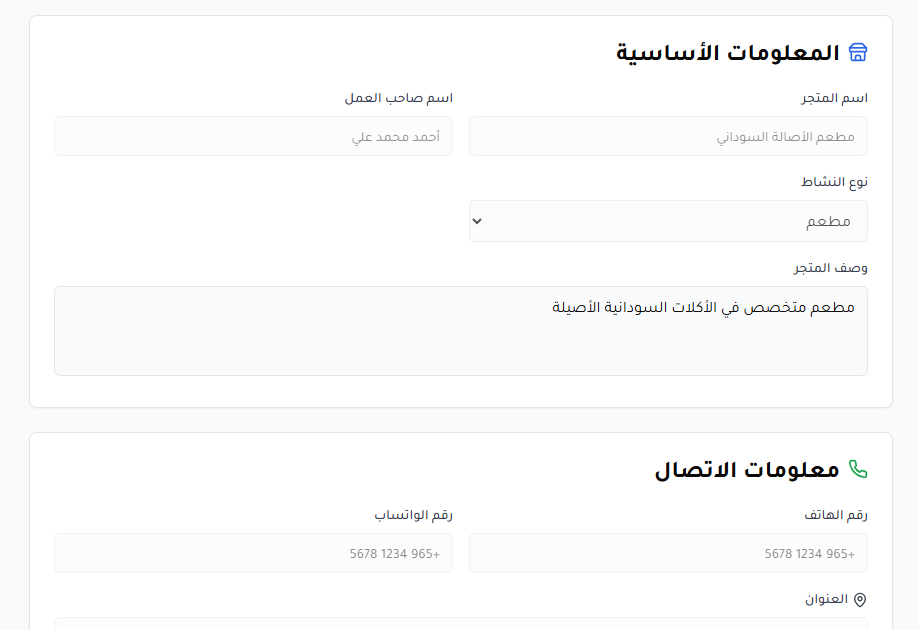 المعلومات الأساسية
اسم المتجر
اسم صاحب العمل
مطعم الأصالة السوداني
أحمد محمد علي
نوع النشاط
مطعم
وصف المتجر
مطعم متخصص في الأكلات السودانية الأصيلة
معلومات الاتصال
رقم الهاتف
رقم الواتساب
+965 1234 5678
+965 1234 5678
العنوان